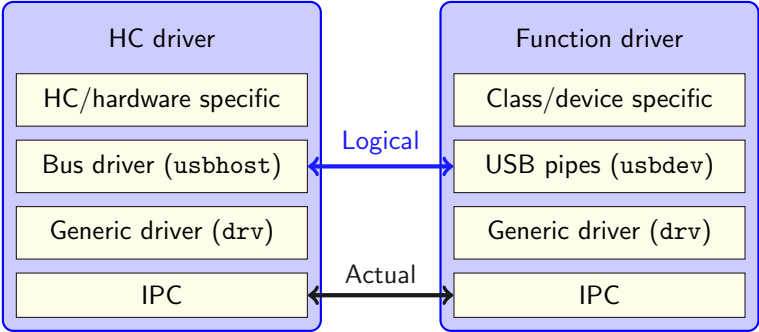 HC driver
HC/hardware specific
Bus driver (usbhost)
Generic driver (drv)
IPC
Logical
Actual
Function driver
Class/device specific
USB pipes (usbdev)
Generic driver (drv)
IPC